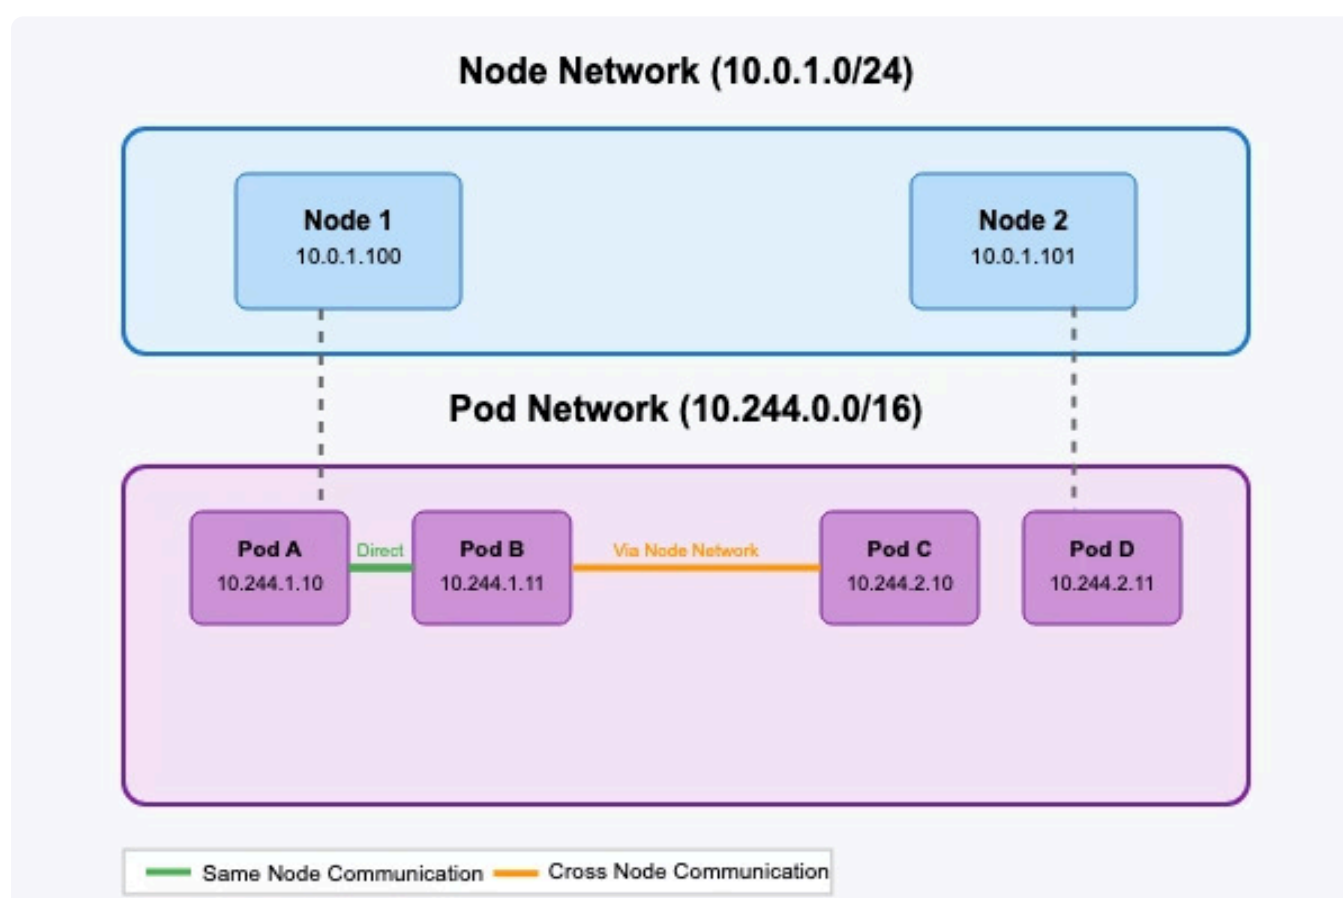 Node Network (10.0.1.0/24)
Node 1
10.0.1.100
Node 2
10.0.1.101
Pod Network (10.244.0.0/16)
Pod A
10.244.1.10
Direct
Pod B
10.244.1.11
Via Node Network
Pod C
10.244.2.10
Pod D
10.244.2.11
Same Node Communication
Cross Node Communication